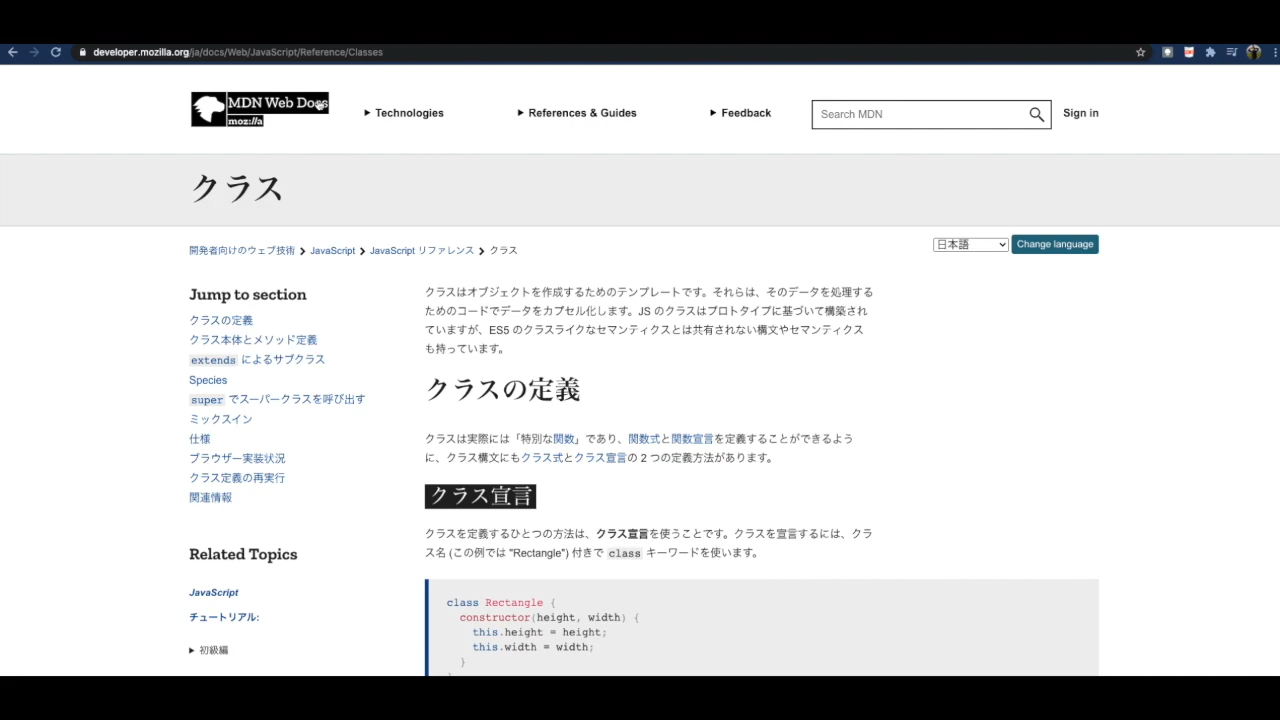 developer.mozilla.org/ja/docs/Web/JavaScript/Reference/Classes
MDN Web Docs
moz://a
Technologies
References & Guides
Feedback
Search MDN
Sign in
クラス
開発者向けのウェブ技術 JavaScript JavaScript リファレンス クラス
日本語
Change language
Jump to section
クラスの定義
クラス本体とメソッド定義
extends によるサブクラス
Species
super でスーパークラスを呼び出す
ミックスイン
仕様
ブラウザー実装状況
クラス定義の再実行
関連情報
Related Topics
JavaScript
チュートリアル:
初級編
クラスはオブジェクトを作成するためのテンプレートです。それらは、そのデータを処理する
ためのコードでデータをカプセル化します。JS のクラスはプロトタイプに基づいて構築され
ていますが、ES5 のクラスライクなセマンティクスとは共有されない構文やセマンティクス
も持っています。
クラスの定義
クラスは実際には「特別な関数」であり、関数式と関数宣言を定義することができるよう
に、クラス構文にもクラス式とクラス宣言の 2 つの定義方法があります。
クラス宣言
クラスを定義するひとつの方法は、クラス宣言を使うことです。クラスを宣言するには、クラ
ス名 (この例では "Rectangle") 付きで class キーワードを使います。
class Rectangle {
constructor(height, width) {
this.height = height;
this.width = width;
}